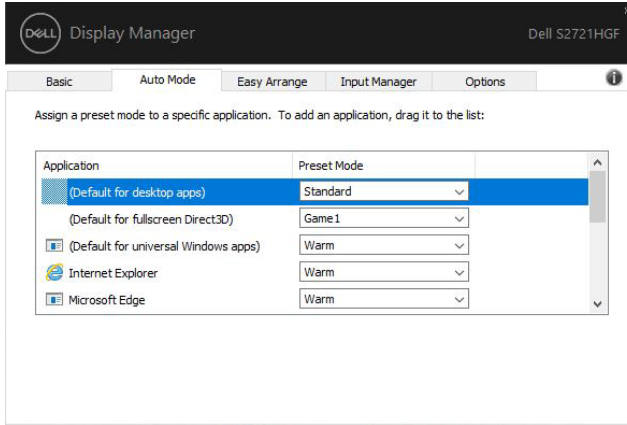 DELL Display Manager Dell S2721HGF
Basic Auto Mode Easy Arrange Input Manager Options
Assign a preset mode to a specific application. To add an application, drag it to the list:
Application Preset Mode
(Default for desktop apps) Standard
(Default for fullscreen Direct3D) Game1
(Default for universal Windows apps) Warm
Internet Explorer Warm
Microsoft Edge Warm